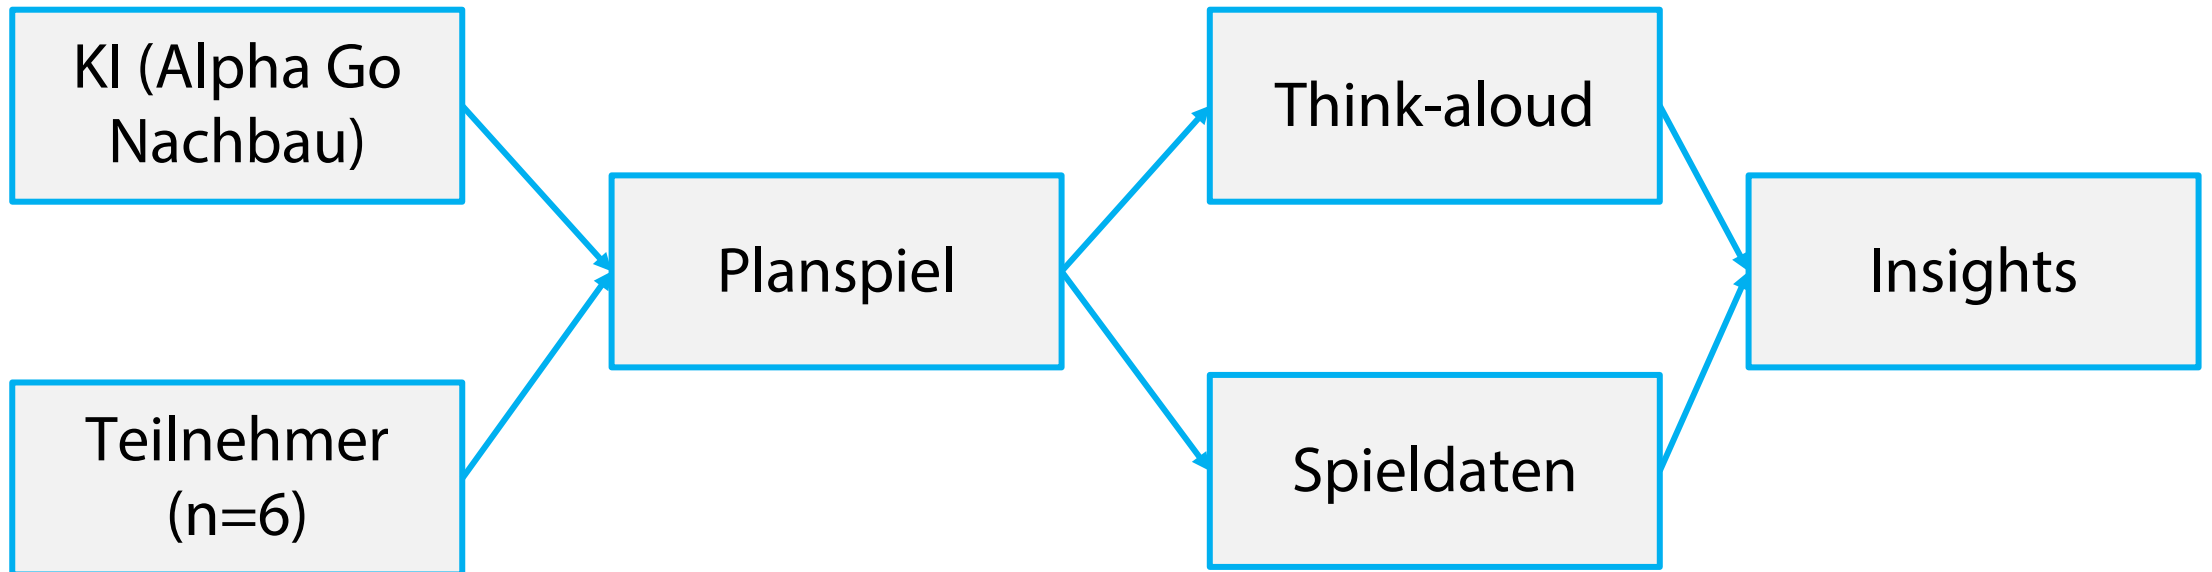 KI (Alpha Go
Nachbau)
Teilnehmer
(n=6)
Planspiel
Think-aloud
Spieldaten
Insights